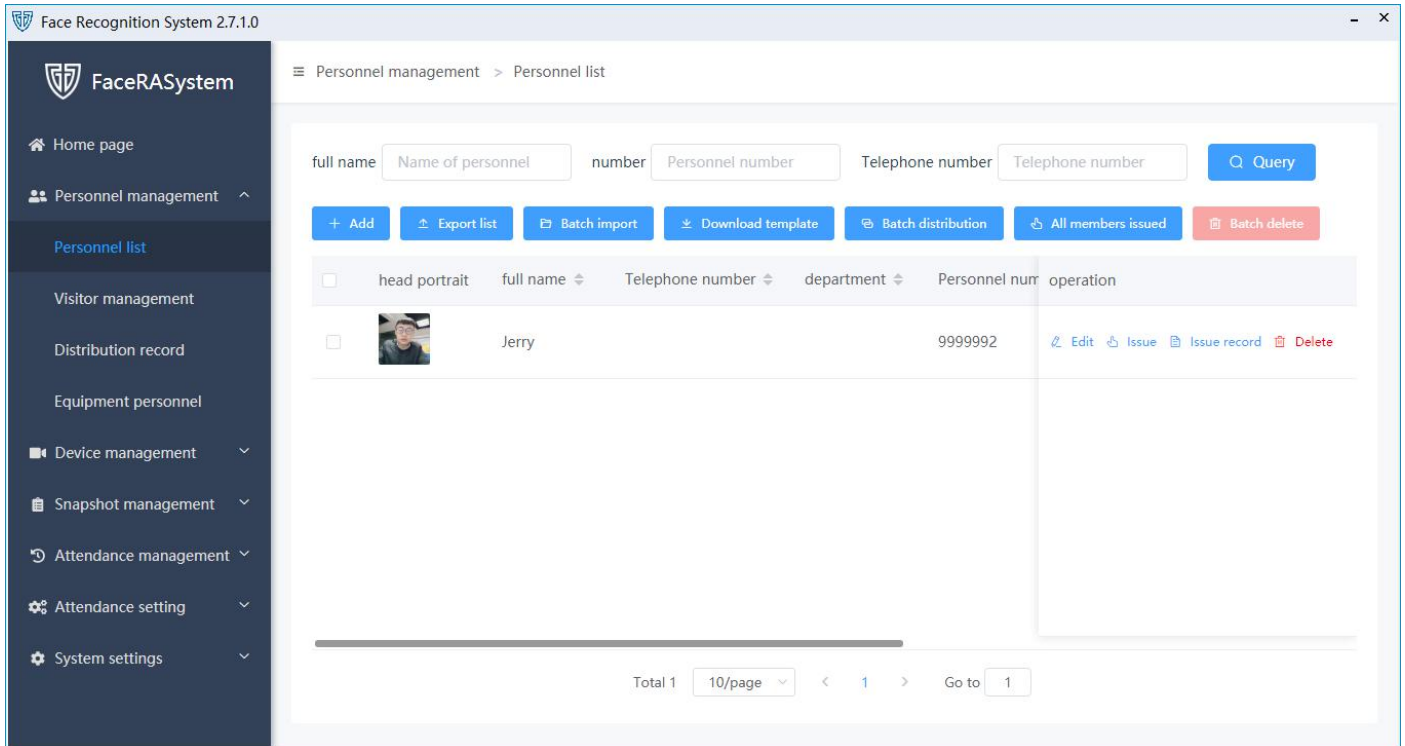 Face Recognition System 2.7.1.0
FaceRASystem
Personnel management > Personnel list
Home page
Personnel management
Personnel list
Visitor management
Distribution record
Equipment personnel
Device management
Snapshot management
Attendance management
Attendance setting
System settings
full name Name of personnel number Personnel number Telephone number Telephone number Query
+ Add Export list Batch import Download template Batch distribution All members issued Batch delete
head portrait full name Telephone number department Personnel num operation
Jerry 9999992 Edit Issue Issue record Delete
Total 1 10/page < 1 > Go to 1